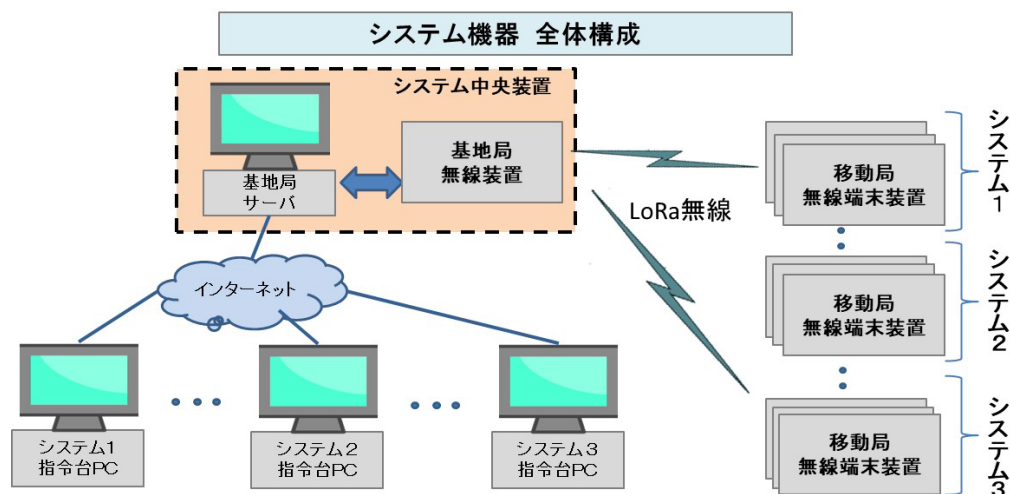 システム機器 全体構成
システム中央装置
基地局
サーバ
基地局
無線装置
LoRa無線
インターネット
システム1
指令台PC
システム2
指令台PC
システム3
指令台PC
移動局
無線端末装置
システム1
移動局
無線端末装置
システム2
移動局
無線端末装置
システム3